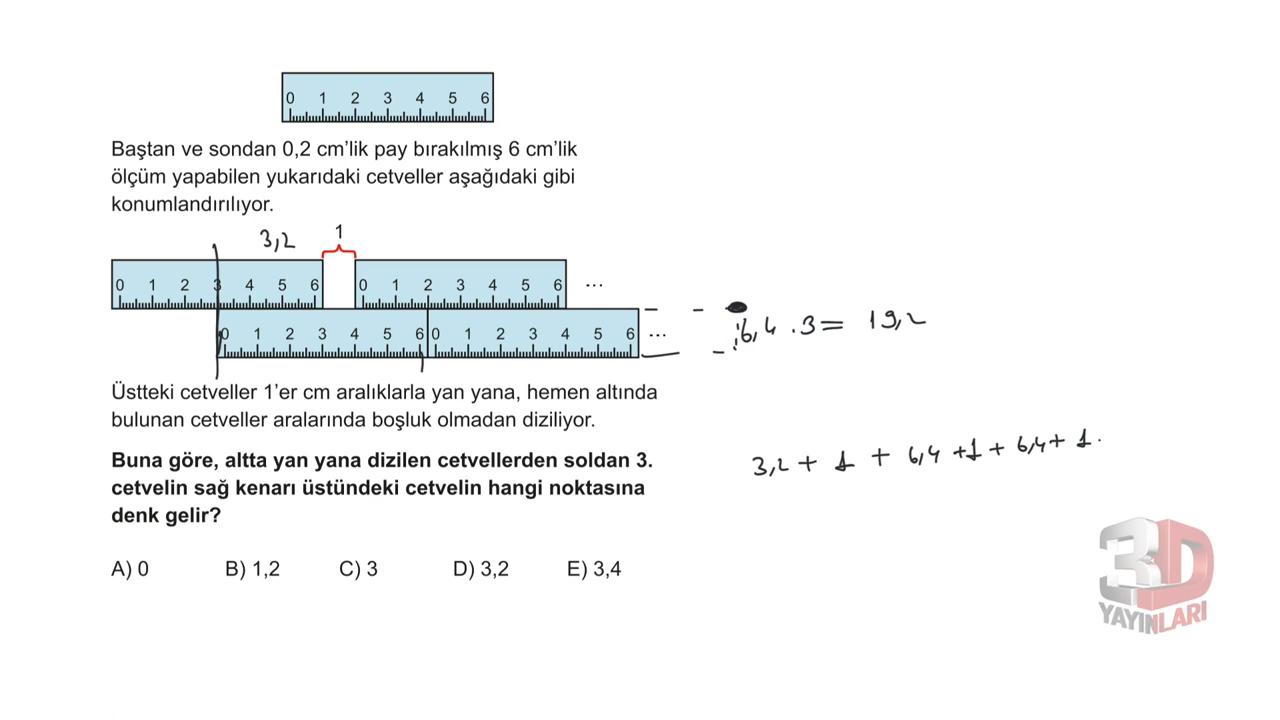 0 1 2 3 4 5 6
Baştan ve sondan 0,2 cm'lik pay bırakılmış 6 cm'lik
ölçüm yapabilen yukarıdaki cetveller aşağıdaki gibi
konumlandırılıyor.
3,2 1
0 1 2 3 4 5 6 0 1 2 3 4 5 6 ...
0 1 2 3 4 5 6 0 1 2 3 4 5 6 ...
6,4 . 3 = 19,2
Üstteki cetveller 1'er cm aralıklarla yan yana, hemen altında
bulunan cetveller aralarında boşluk olmadan diziliyor.
3,2 + 1 + 6,4 + 1 + 6,4 + 1.
Buna göre, altta yan yana dizilen cetvellerden soldan 3.
cetvelin sağ kenarı üstündeki cetvelin hangi noktasına
denk gelir?
A) 0 B) 1,2 C) 3 D) 3,2 E) 3,4
3D
YAYINLARI